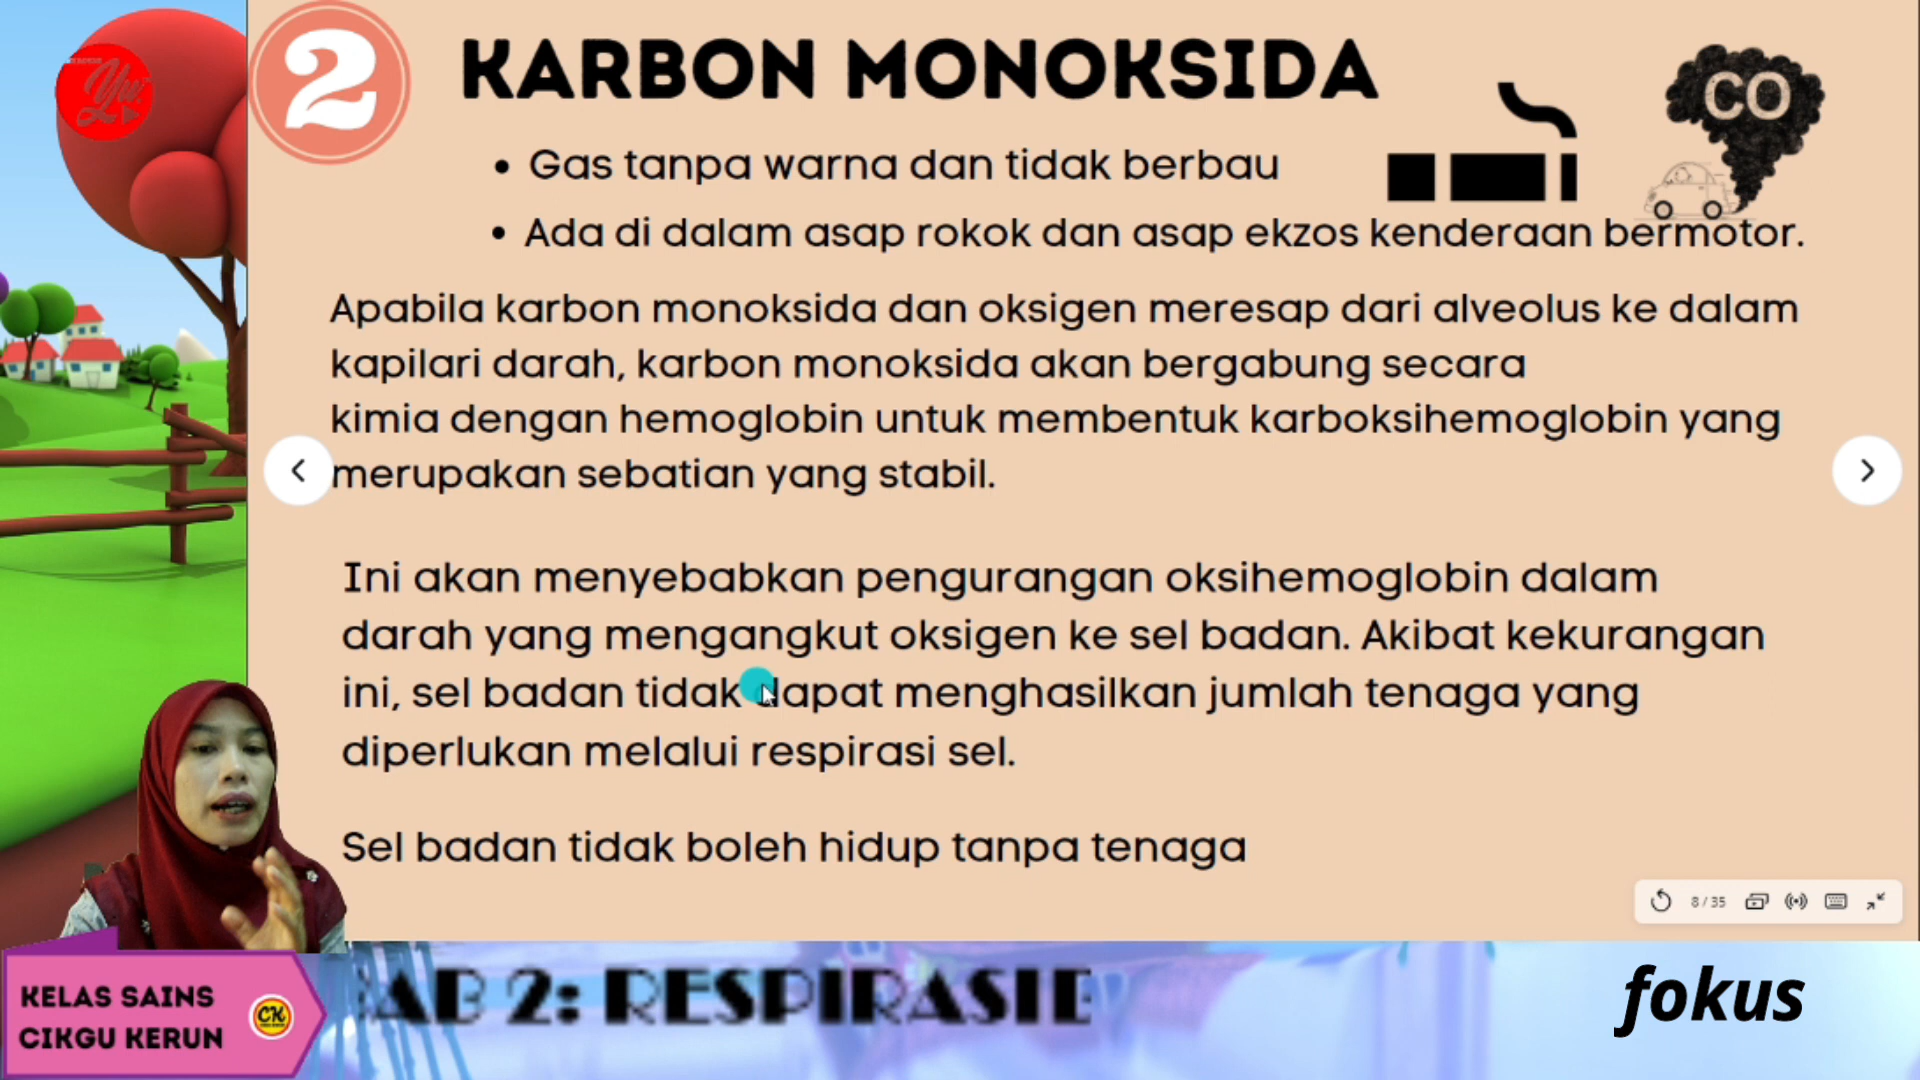 2
KARBON MONOKSIDA
CO
• Gas tanpa warna dan tidak berbau
• Ada di dalam asap rokok dan asap ekzos kenderaan bermotor.
Apabila karbon monoksida dan oksigen meresap dari alveolus ke dalam
kapilari darah, karbon monoksida akan bergabung secara
kimia dengan hemoglobin untuk membentuk karboksihemoglobin yang
merupakan sebatian yang stabil.
Ini akan menyebabkan pengurangan oksihemoglobin dalam
darah yang mengangkut oksigen ke sel badan. Akibat kekurangan
ini, sel badan tidak dapat menghasilkan jumlah tenaga yang
diperlukan melalui respirasi sel.
Sel badan tidak boleh hidup tanpa tenaga
8 / 35
KELAS SAINS
CIKGU KERUN
CK
AB 2: RESPIRASI
fokus